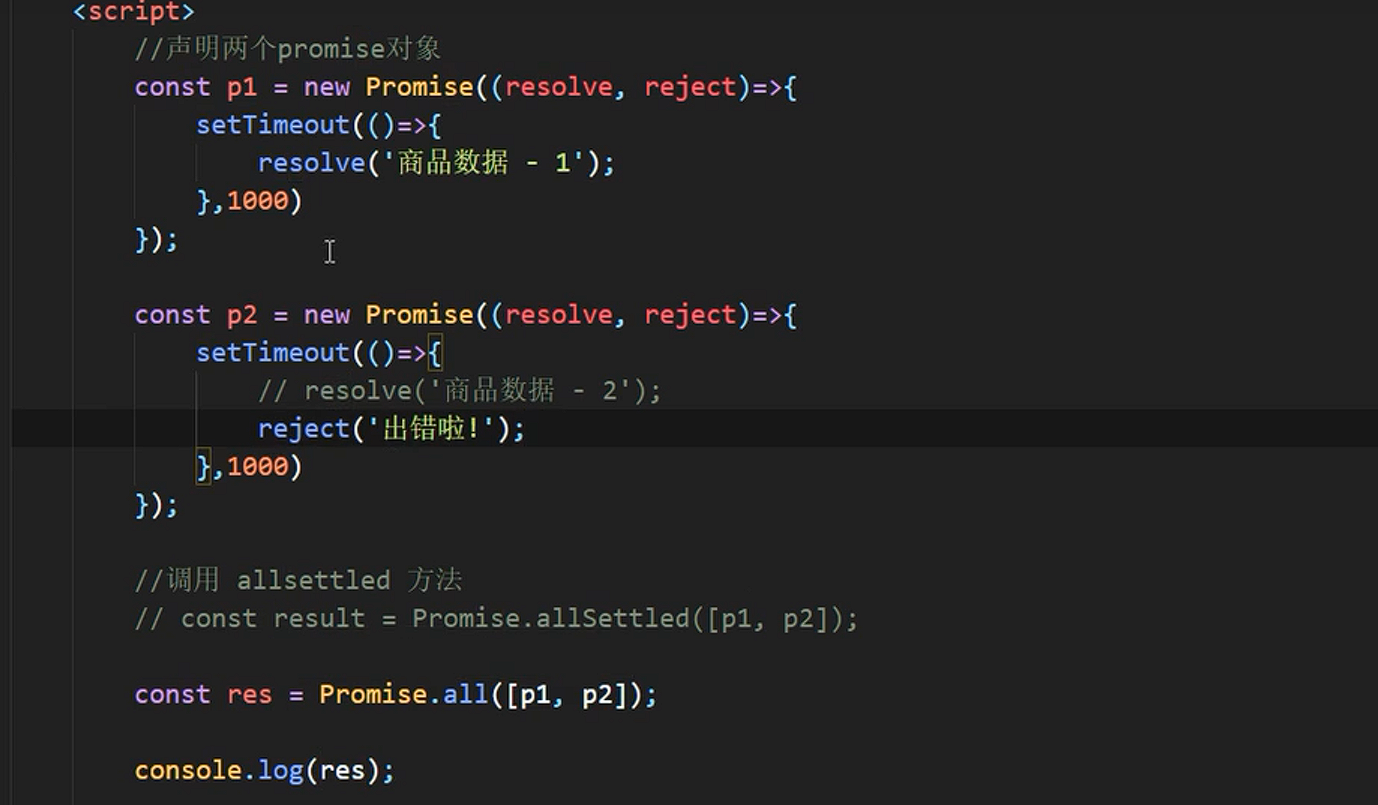 <script>
//声明两个promise对象
const p1 = new Promise((resolve, reject)=>{
setTimeout(()=>{
resolve('商品数据 - 1');
},1000)
});
const p2 = new Promise((resolve, reject)=>{
setTimeout(()=>{
// resolve('商品数据 - 2');
reject('出错啦!');
},1000)
});
//调用 allsettled 方法
// const result = Promise.allSettled([p1, p2]);
const res = Promise.all([p1, p2]);
console.log(res);